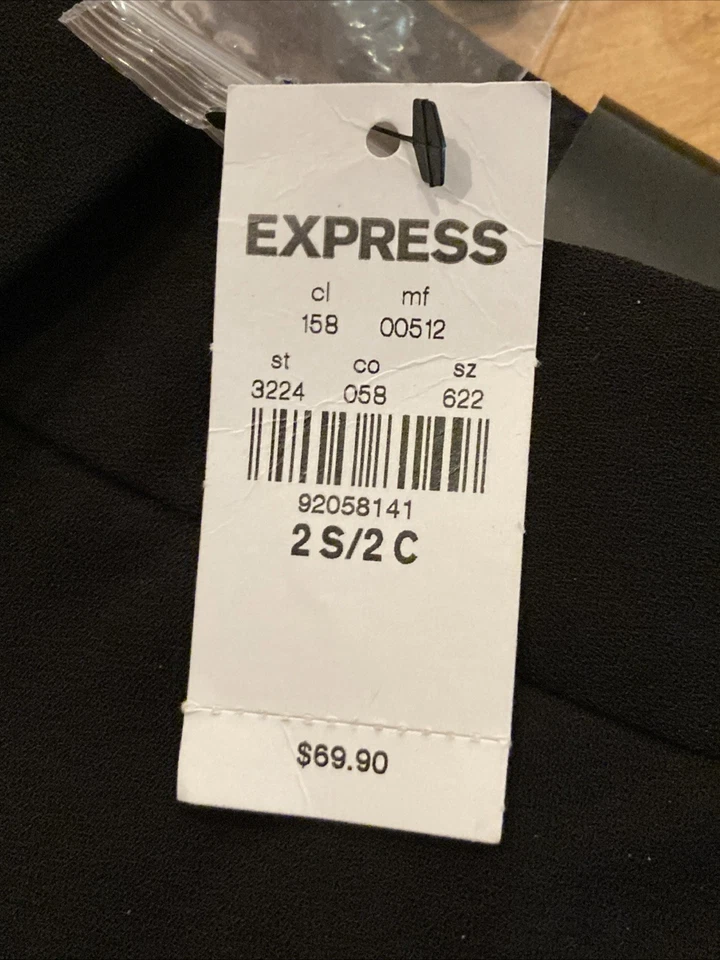 EXPRESS
cl mf
158 00512
st co sz
3224 058 622
92058141
2 S/2 C
$69.90